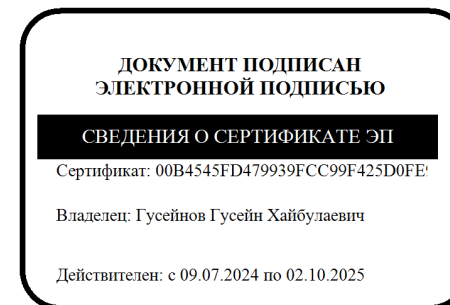 ДОКУМЕНТ ПОДПИСАН
ЭЛЕКТРОННОЙ ПОДПИСЬЮ
СВЕДЕНИЯ О СЕРТИФИКАТЕ ЭП
Сертификат: 00B4545FD479939FCC99F425D0FE
Владелец: Гусейнов Гусейн Хайбулаевич
Действителен: с 09.07.2024 по 02.10.2025